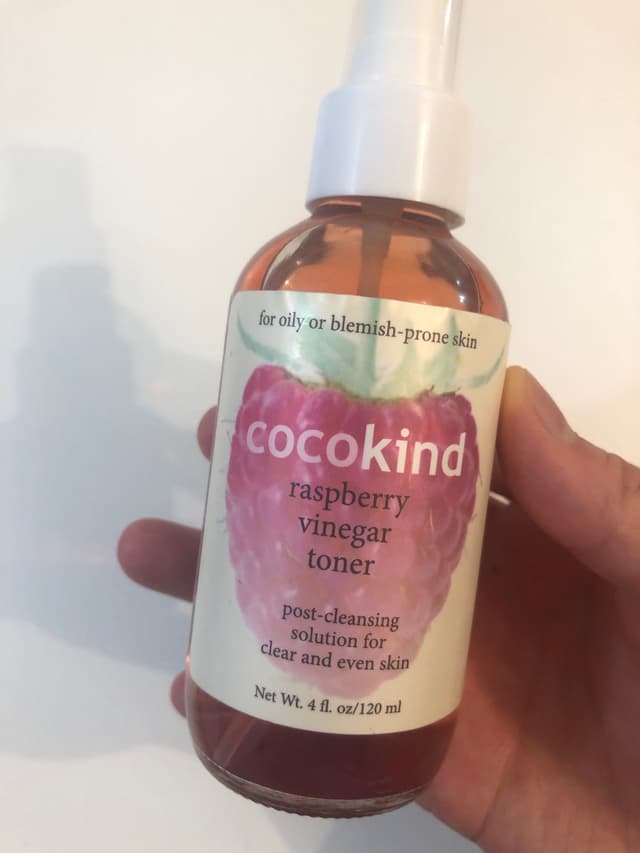 for oily or blemish-prone skin
cocokind
raspberry
vinegar
toner
post-cleansing
solution for
clear and even skin
Net Wt. 4 fl. oz/120 ml